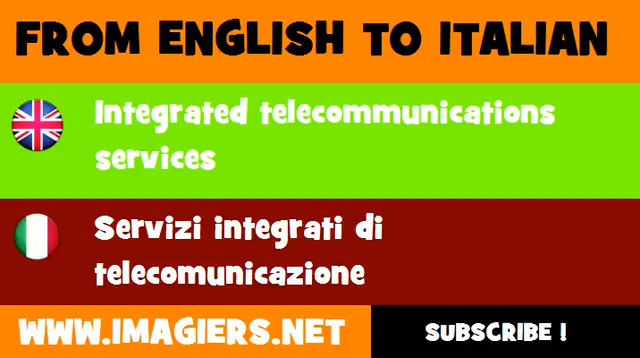 FROM ENGLISH TO ITALIAN
Integrated telecommunications
services
Servizi integrati di
telecomunicazione
WWW.IMAGIERS.NET
SUBSCRIBE !